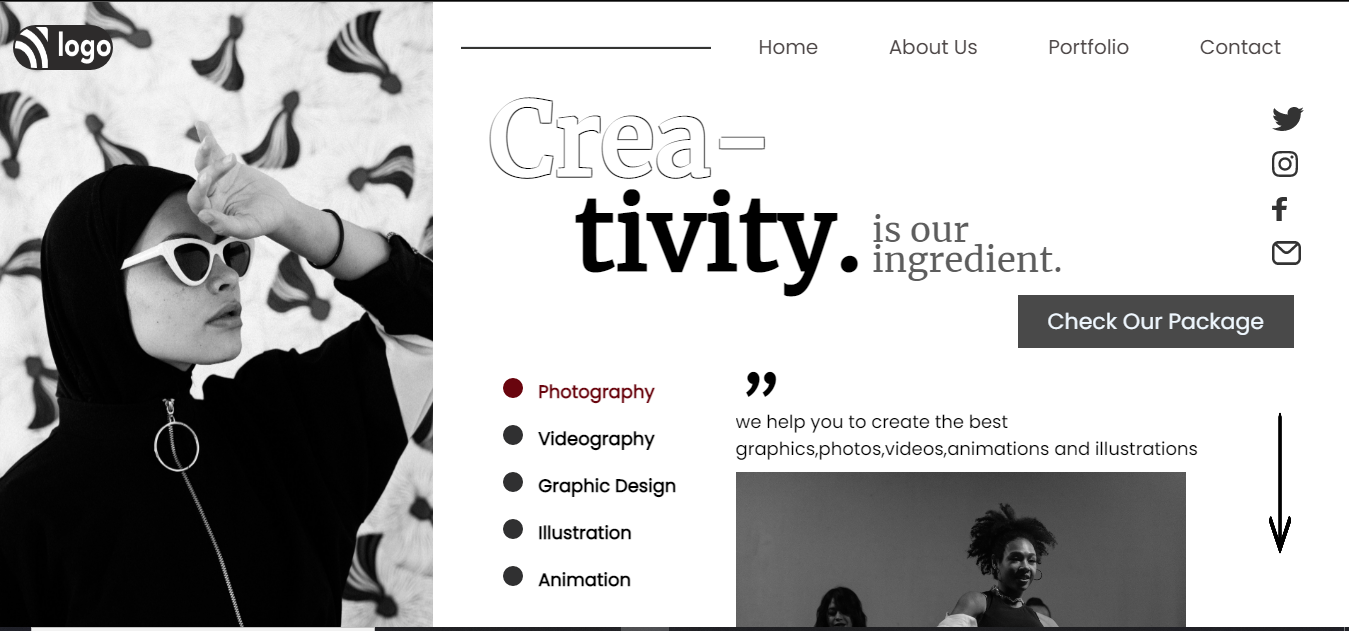 logo
Home About Us Portfolio Contact
Crea-
tivity.
is our
ingredient.
Check Our Package
Photography
Videography
Graphic Design
Illustration
Animation
”
we help you to create the best
graphics,photos,videos,animations and illustrations